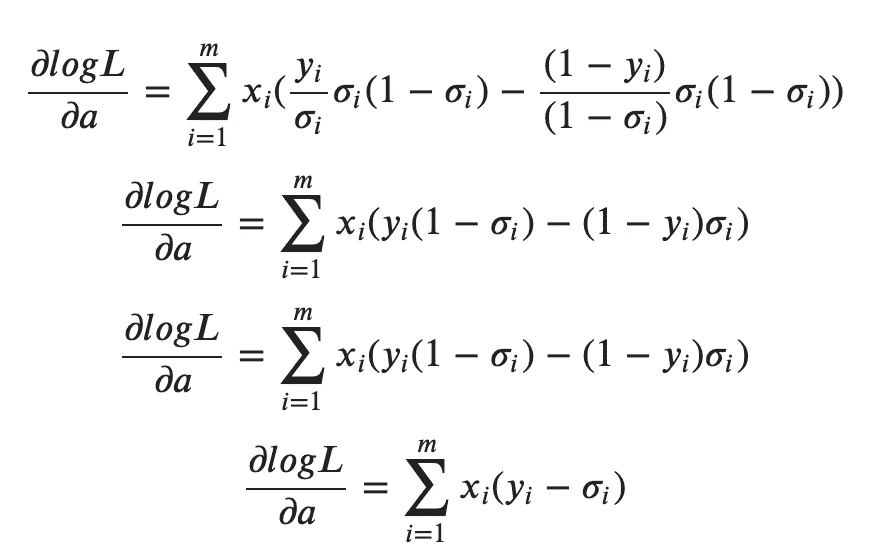 ∂logL/∂a = ∑_{i=1}^{m} x_i(y_i/σ_i σ_i(1 − σ_i) − (1 − y_i)/(1 − σ_i) σ_i(1 − σ_i))
∂logL/∂a = ∑_{i=1}^{m} x_i(y_i(1 − σ_i) − (1 − y_i)σ_i)
∂logL/∂a = ∑_{i=1}^{m} x_i(y_i(1 − σ_i) − (1 − y_i)σ_i)
∂logL/∂a = ∑_{i=1}^{m} x_i(y_i − σ_i)